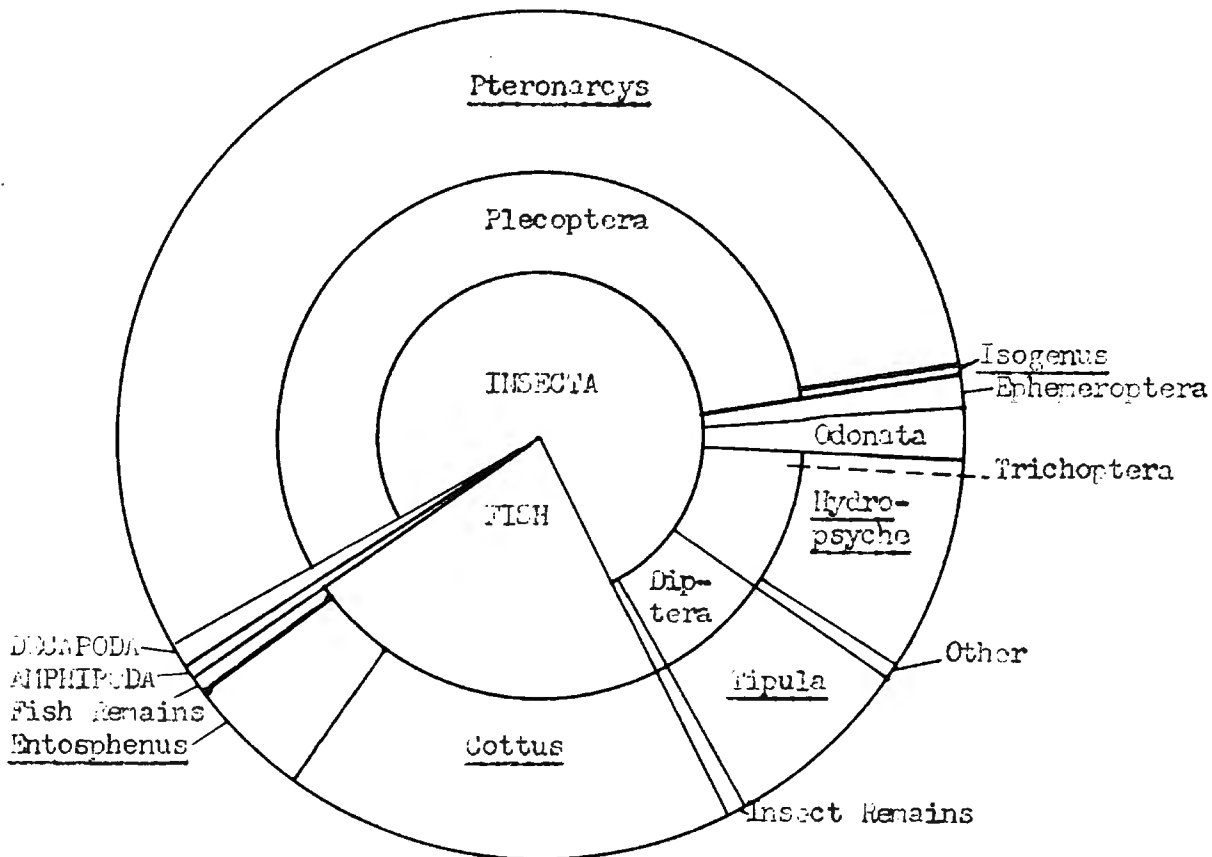 Pteronarcys
Plecoptera
INSECTA
Isogenus
Ephemeroptera
Odonata
Trichoptera
Hydro-
psyche
FISH
Dip-
tera
DECAPODA
AMPHIPODA
Fish Remains
Entosphenus
Other
Tipula
Cottus
Insect Remains